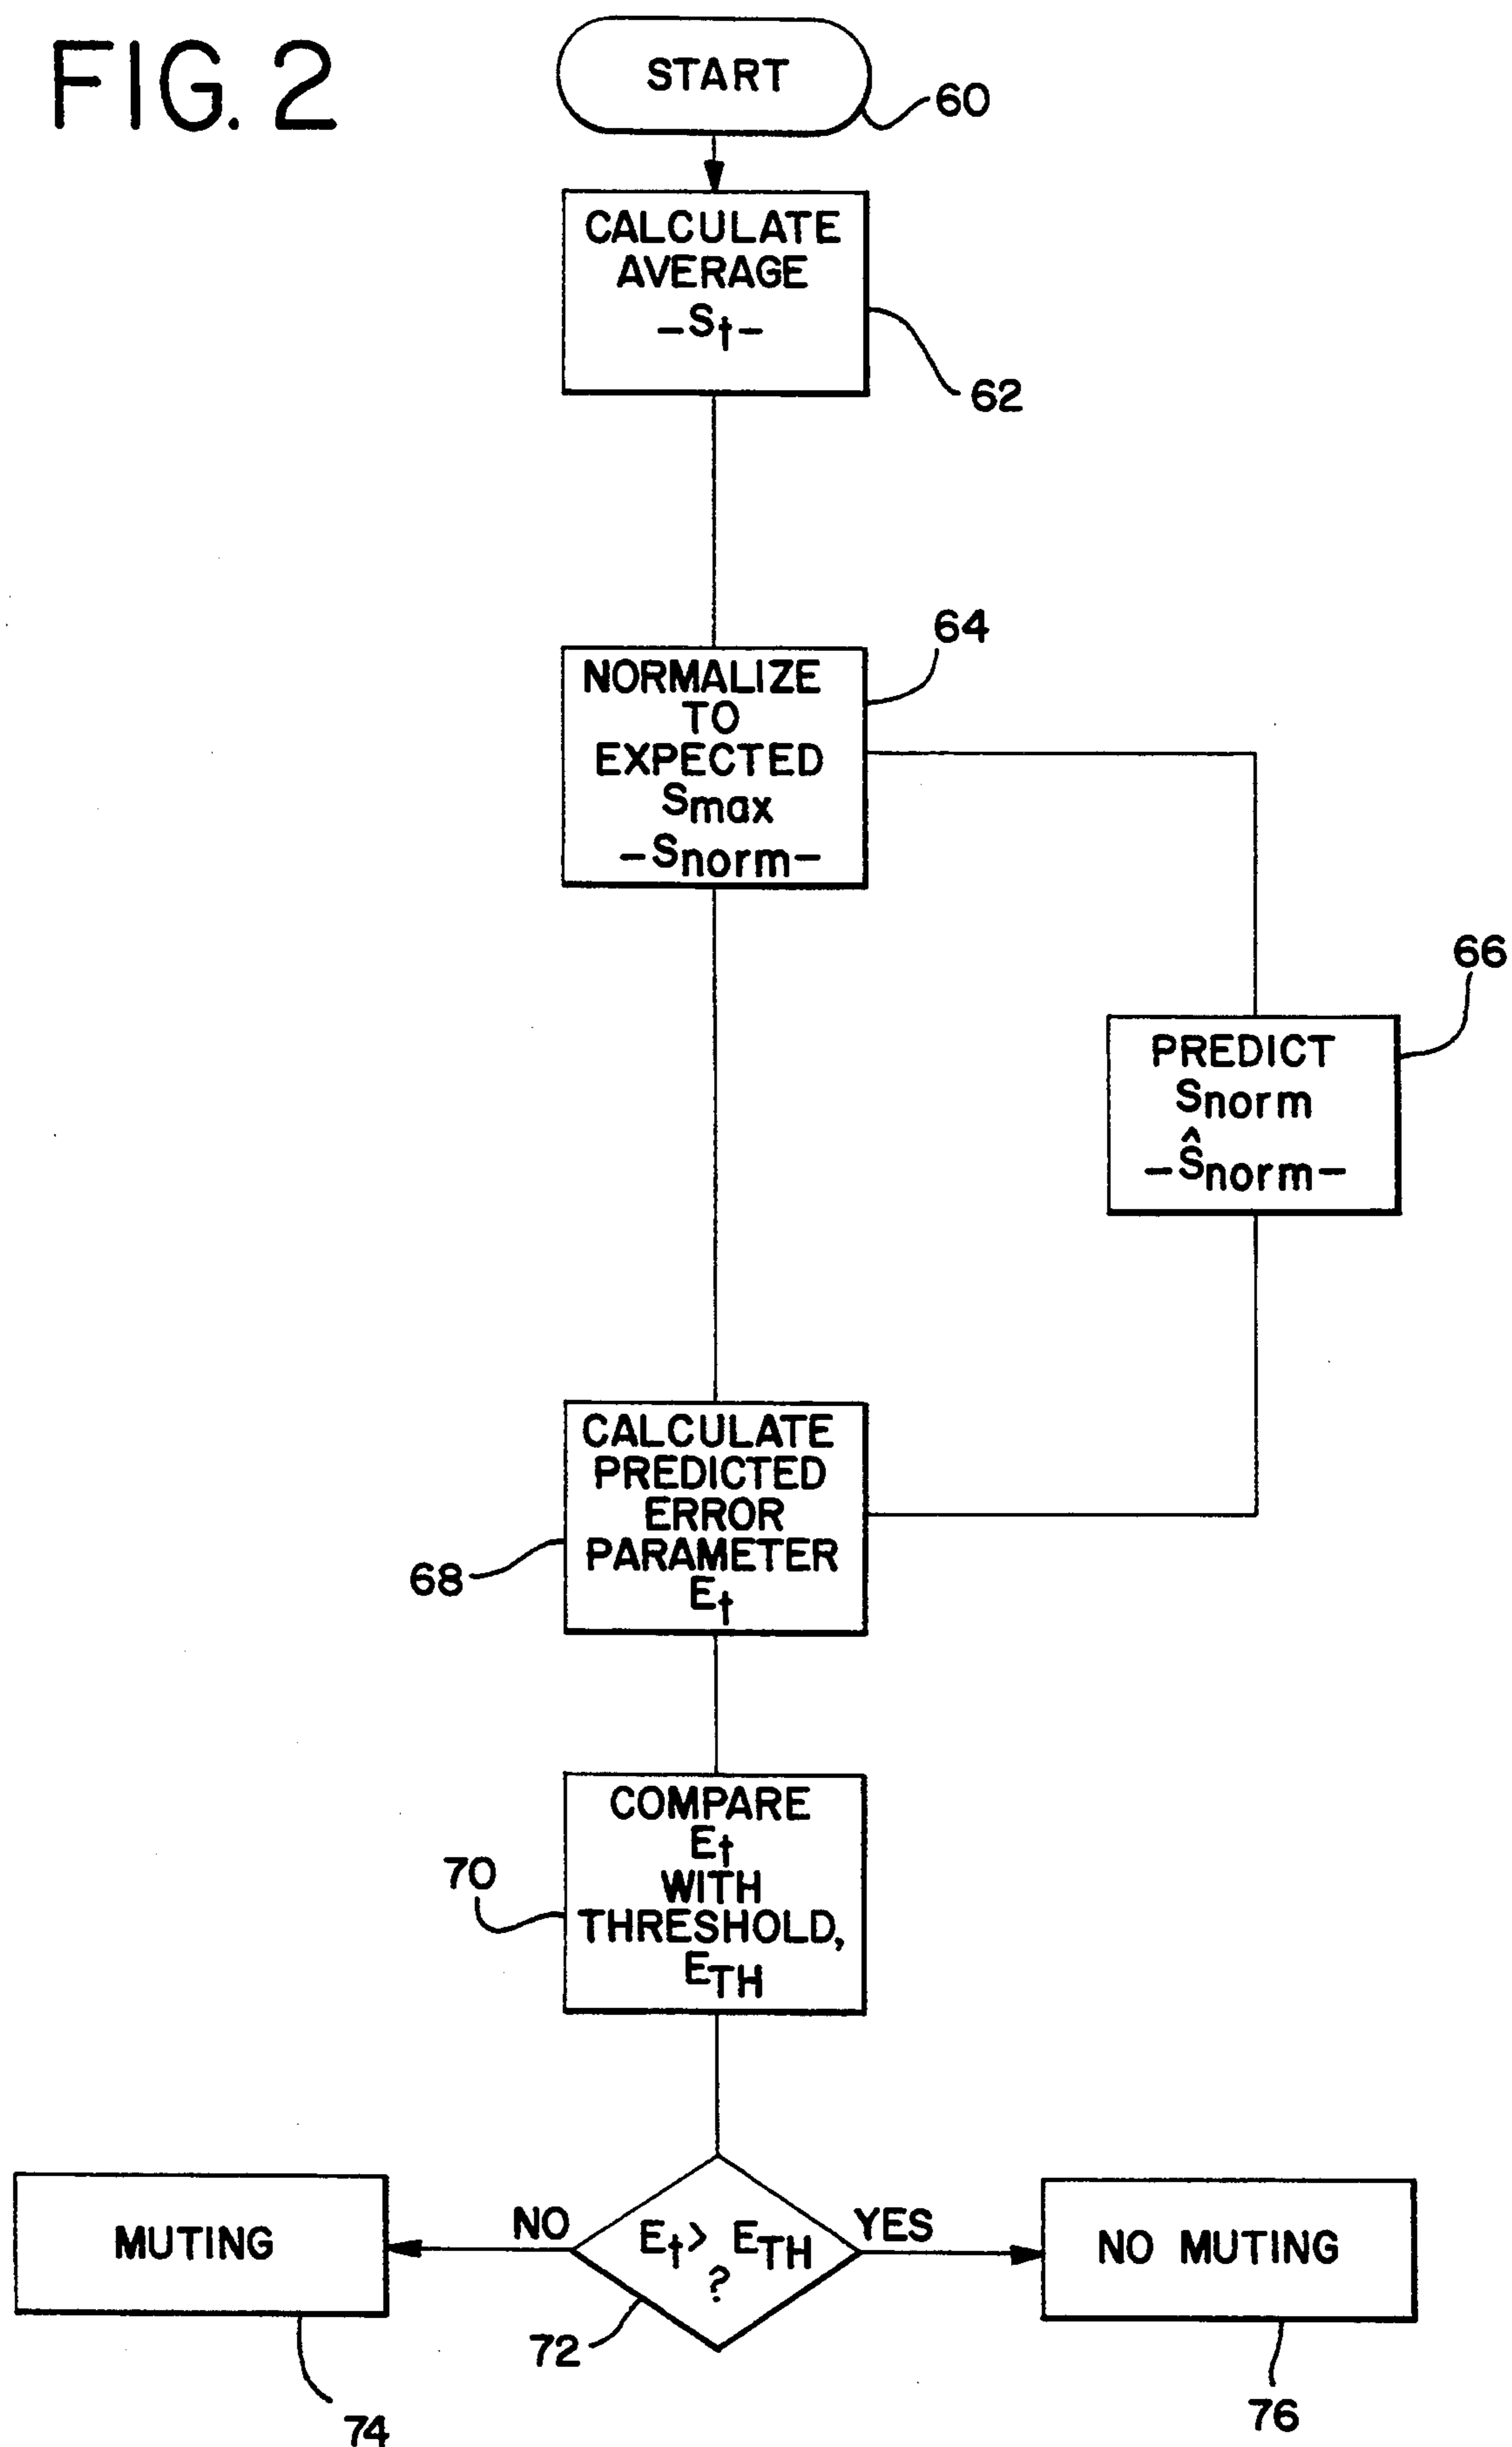 FIG. 2
START
60
CALCULATE
AVERAGE
-St-
62
64
NORMALIZE
TO
EXPECTED
Smax
-Snorm-
66
PREDICT
Snorm
-Ŝnorm-
CALCULATE
PREDICTED
ERROR
PARAMETER
Et
68
COMPARE
Et
WITH
THRESHOLD,
ETH
70
NO
Et > ETH
?
YES
MUTING
NO MUTING
72
74
76